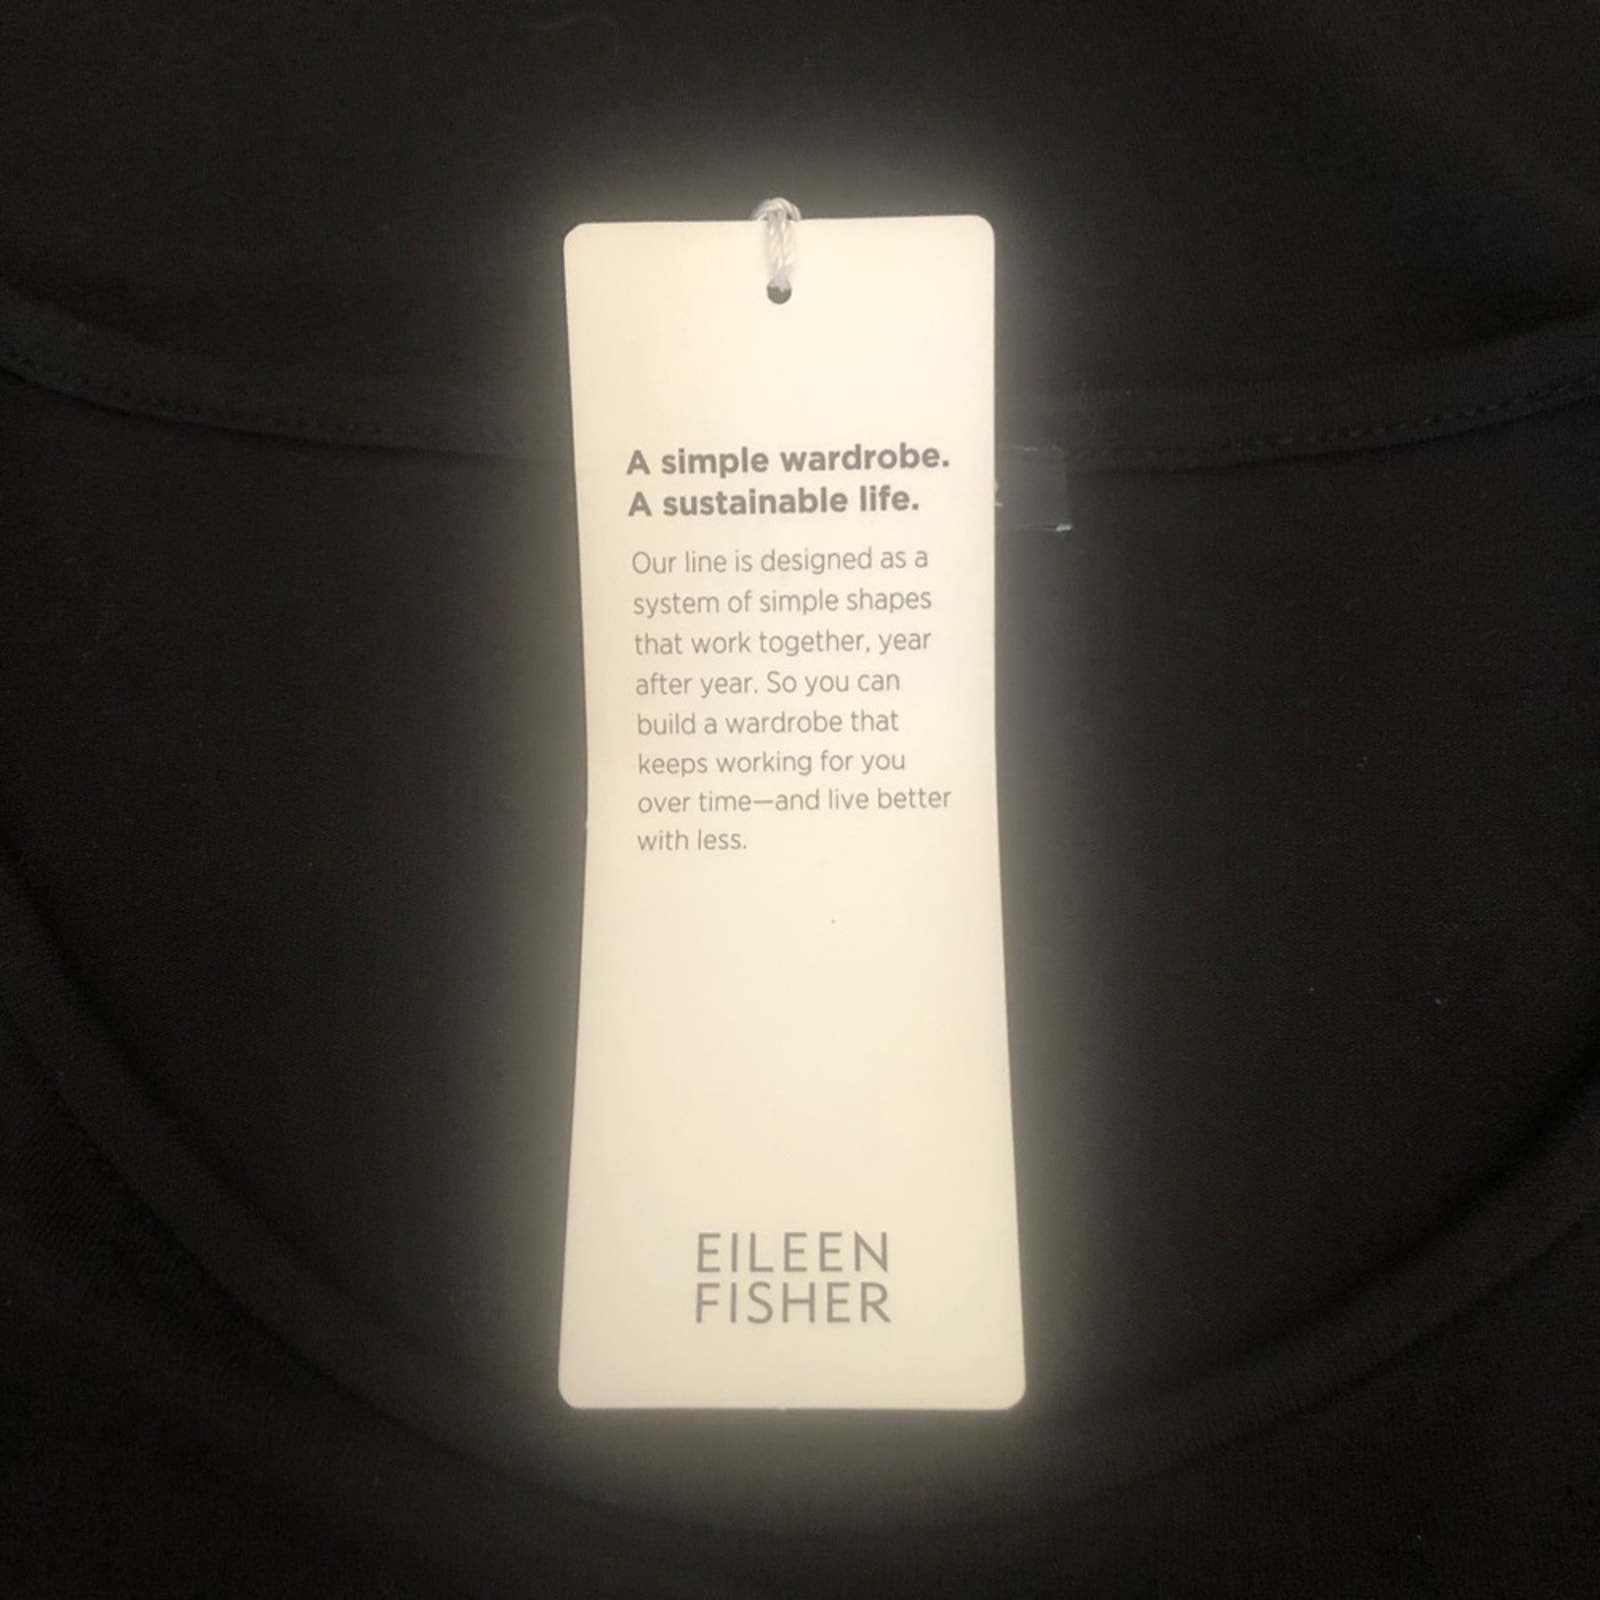 A simple wardrobe.
A sustainable life.
Our line is designed as a
system of simple shapes
that work together, year
after year. So you can
build a wardrobe that
keeps working for you
over time—and live better
with less.
EILEEN
FISHER